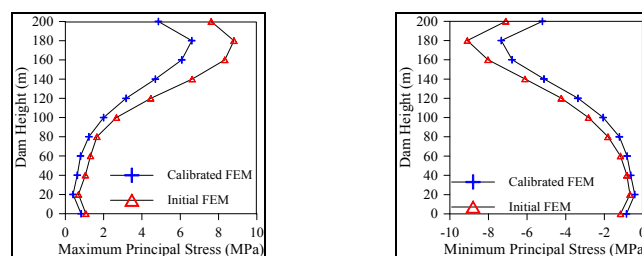 200
180
160
140
120
100
80
60
40
20
0
Dam Height (m)
Calibrated FEM
Initial FEM
0 2 4 6 8 10
Maximum Principal Stress (MPa)
200
180
160
140
120
100
80
60
40
20
0
Dam Height (m)
Calibrated FEM
Initial FEM
-10 -8 -6 -4 -2 0
Minimum Principal Stress (MPa)